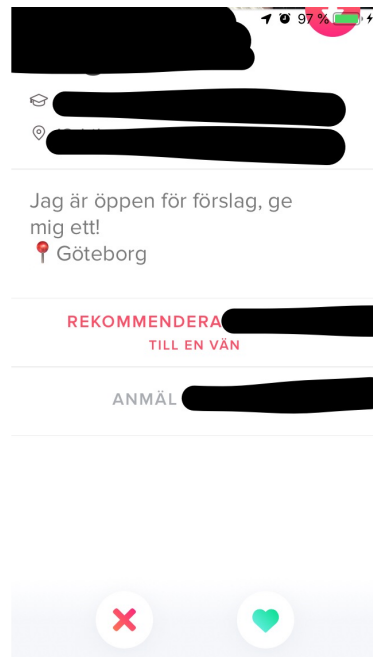 97 %
Jag är öppen för förslag, ge
mig ett!
📍 Göteborg
REKOMMENDERA
TILL EN VÄN
ANMÄL